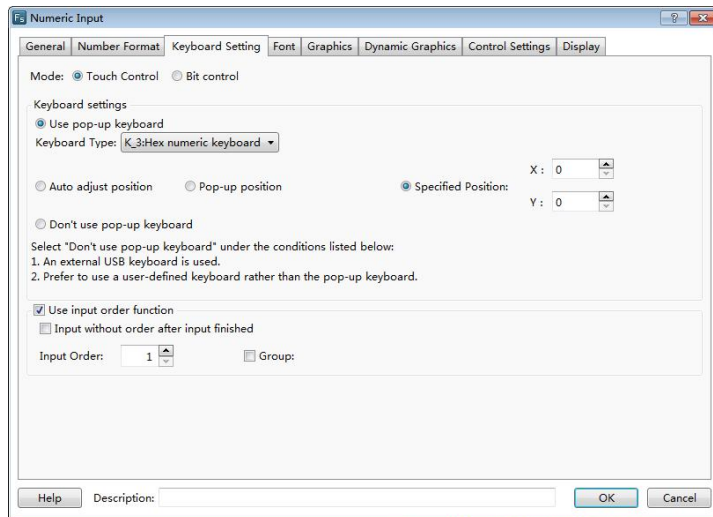 Fs Numeric Input
General Number Format Keyboard Setting Font Graphics Dynamic Graphics Control Settings Display
Mode: Touch Control Bit control
Keyboard settings
Use pop-up keyboard
Keyboard Type: K_3:Hex numeric keyboard
X : 0
Auto adjust position Pop-up position Specified Position:
Y : 0
Don't use pop-up keyboard
Select "Don't use pop-up keyboard" under the conditions listed below:
1. An external USB keyboard is used.
2. Prefer to use a user-defined keyboard rather than the pop-up keyboard.
Use input order function
Input without order after input finished
Input Order: 1 Group:
Help Description: OK Cancel